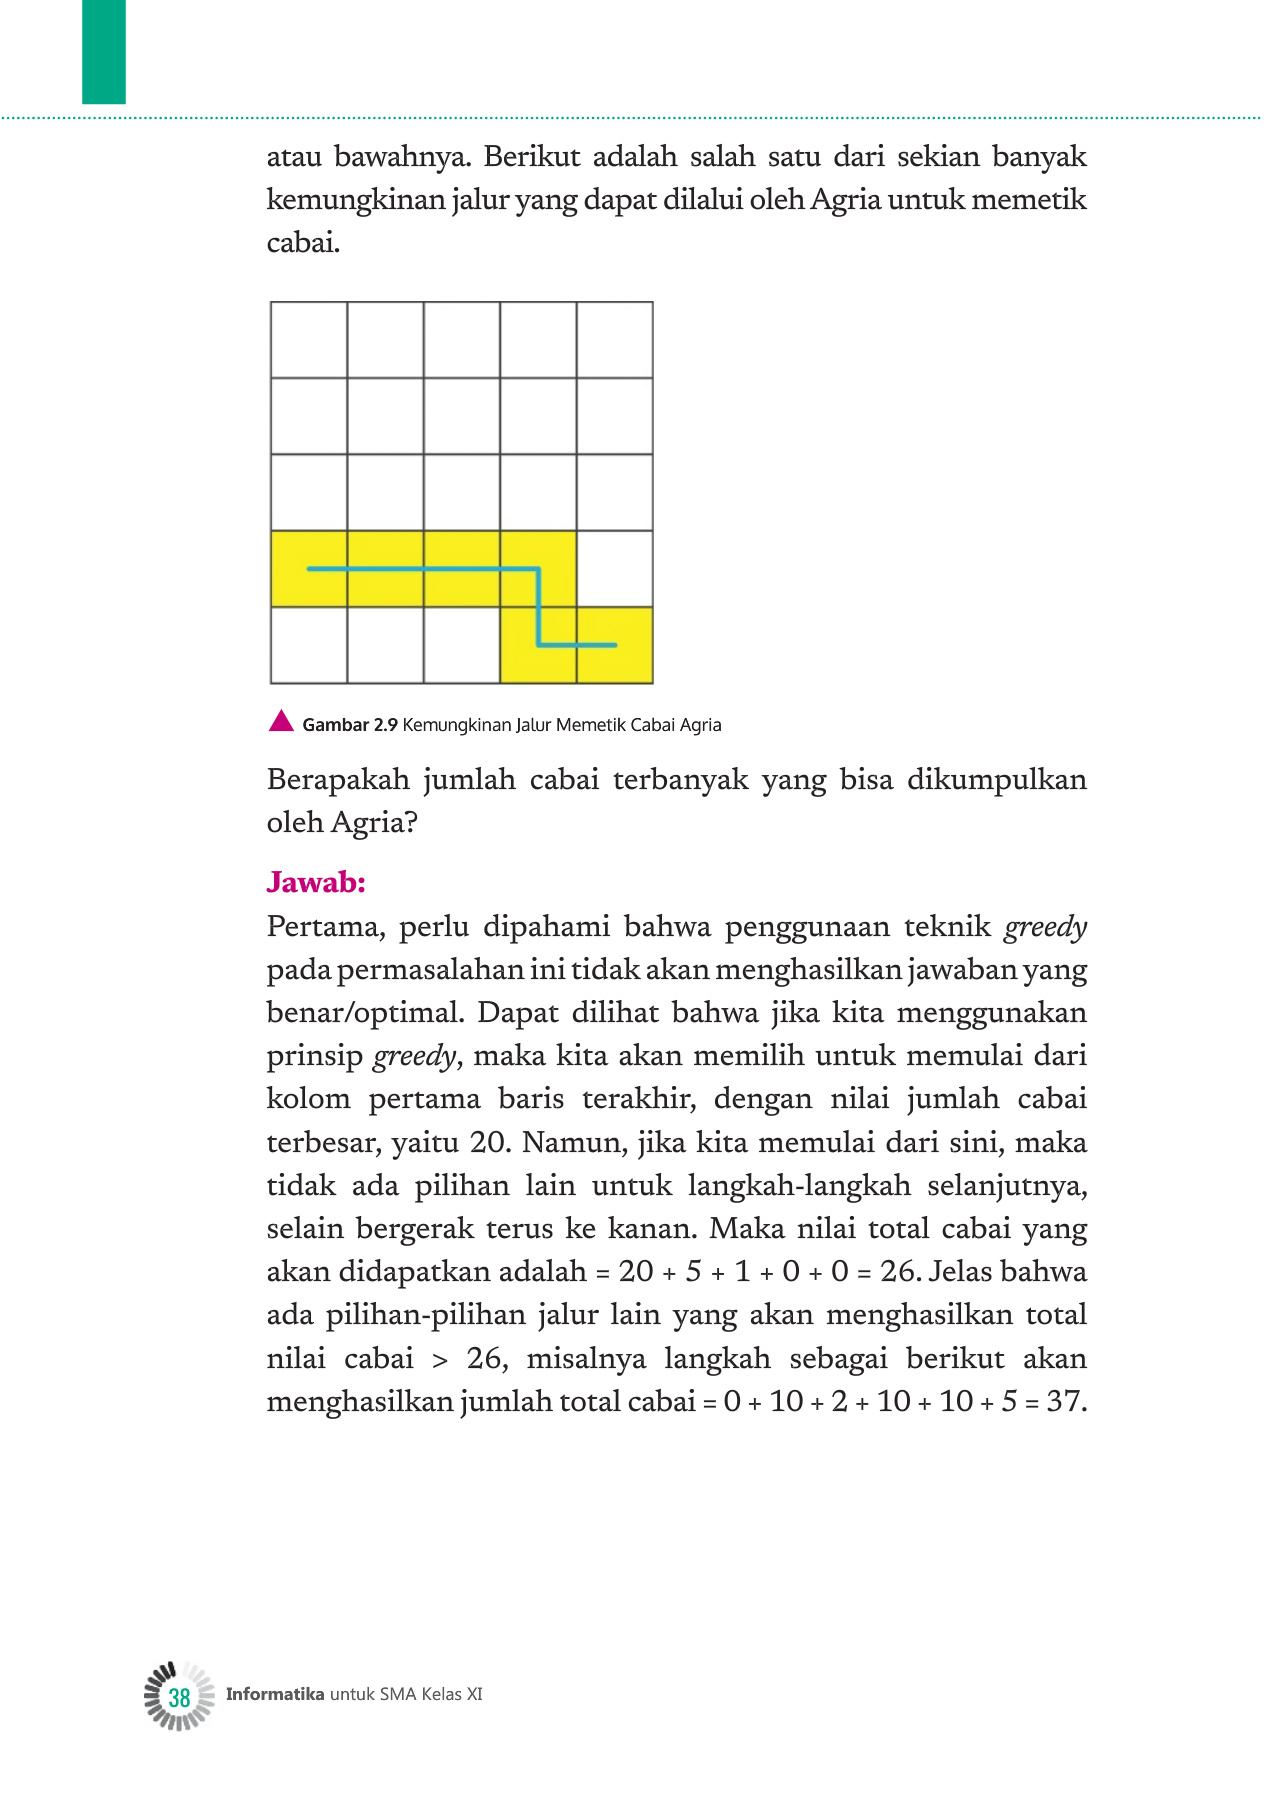 atau bawahnya. Berikut adalah salah satu dari sekian banyak
kemungkinan jalur yang dapat dilalui oleh Agria untuk memetik
cabai.
Gambar 2.9 Kemungkinan Jalur Memetik Cabai Agria
Berapakah jumlah cabai terbanyak yang bisa dikumpulkan
oleh Agria?
Jawab:
Pertama, perlu dipahami bahwa penggunaan teknik greedy
pada permasalahan ini tidak akan menghasilkan jawaban yang
benar/optimal. Dapat dilihat bahwa jika kita menggunakan
prinsip greedy, maka kita akan memilih untuk memulai dari
kolom pertama baris terakhir, dengan nilai jumlah cabai
terbesar, yaitu 20. Namun, jika kita memulai dari sini, maka
tidak ada pilihan lain untuk langkah-langkah selanjutnya,
selain bergerak terus ke kanan. Maka nilai total cabai yang
akan didapatkan adalah = 20 + 5 + 1 + 0 + 0 = 26. Jelas bahwa
ada pilihan-pilihan jalur lain yang akan menghasilkan total
nilai cabai > 26, misalnya langkah sebagai berikut akan
menghasilkan jumlah total cabai = 0 + 10 + 2 + 10 + 10 + 5 = 37.
38 Informatika untuk SMA Kelas XI